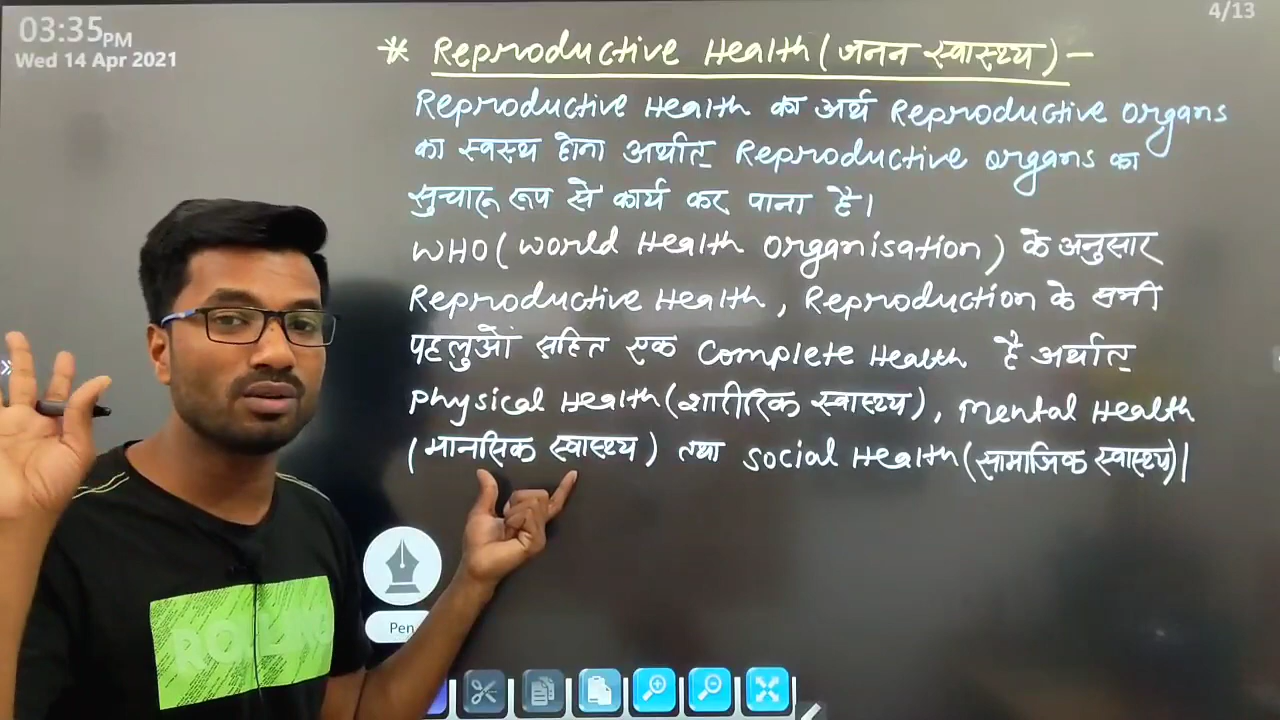 03:35PM
Wed 14 Apr 2021
4/13
* Reproductive Health (जनन स्वास्थ्य) -
Reproductive Health का अर्थ Reproductive organs
का स्वस्थ होना अर्थात् Reproductive organs का
सुचारू रूप से कार्य कर पाना है।
WHO (World Health Organisation) के अनुसार
Reproductive Health, Reproduction के सभी
पहलुओं सहित एक Complete Health है अर्थात्
Physical Health (शारीरिक स्वास्थ्य), Mental Health
(मानसिक स्वास्थ्य) तथा Social Health (सामाजिक स्वास्थ्य)।
Pen